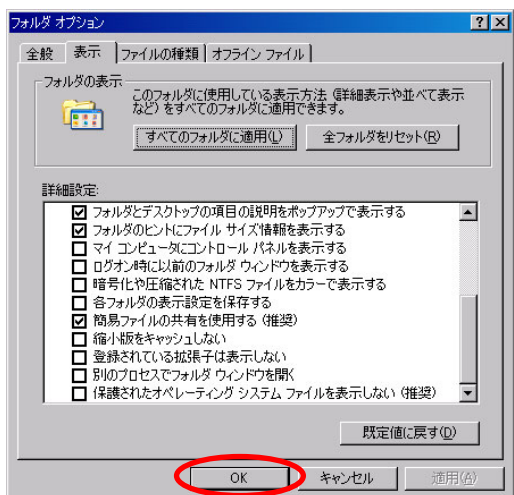 フォルダ オプション
全般 表示 ファイルの種類 オフライン ファイル
フォルダの表示
このフォルダに使用している表示方法 (詳細表示や並べて表示
など) をすべてのフォルダに適用できます。
すべてのフォルダに適用(L) 全フォルダをリセット(R)
詳細設定:
フォルダとデスクトップの項目の説明をポップアップで表示する
フォルダのヒントにファイル サイズ情報を表示する
マイ コンピュータにコントロール パネルを表示する
ログオン時に以前のフォルダ ウィンドウを表示する
暗号化や圧縮された NTFS ファイルをカラーで表示する
各フォルダの表示設定を保存する
簡易ファイルの共有を使用する (推奨)
縮小版をキャッシュしない
登録されている拡張子は表示しない
別のプロセスでフォルダ ウィンドウを開く
保護されたオペレーティング システム ファイルを表示しない (推奨)
既定値に戻す(D)
OK キャンセル 適用(A)